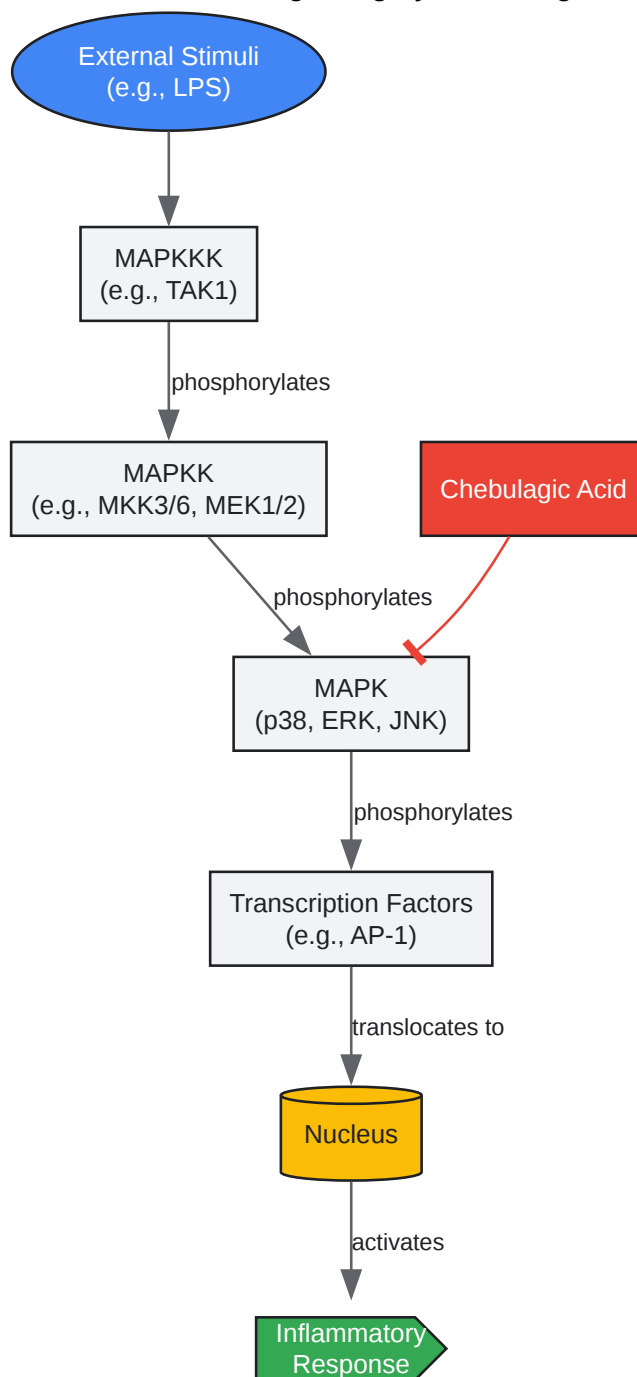 External Stimuli
(e.g., LPS)
MAPKKK
(e.g., TAK1)
phosphorylates
MAPKK
(e.g., MKK3/6, MEK1/2)
Chebulagic Acid
phosphorylates
MAPK
(p38, ERK, JNK)
phosphorylates
Transcription Factors
(e.g., AP-1)
translocates to
Nucleus
activates
Inflammatory
Response